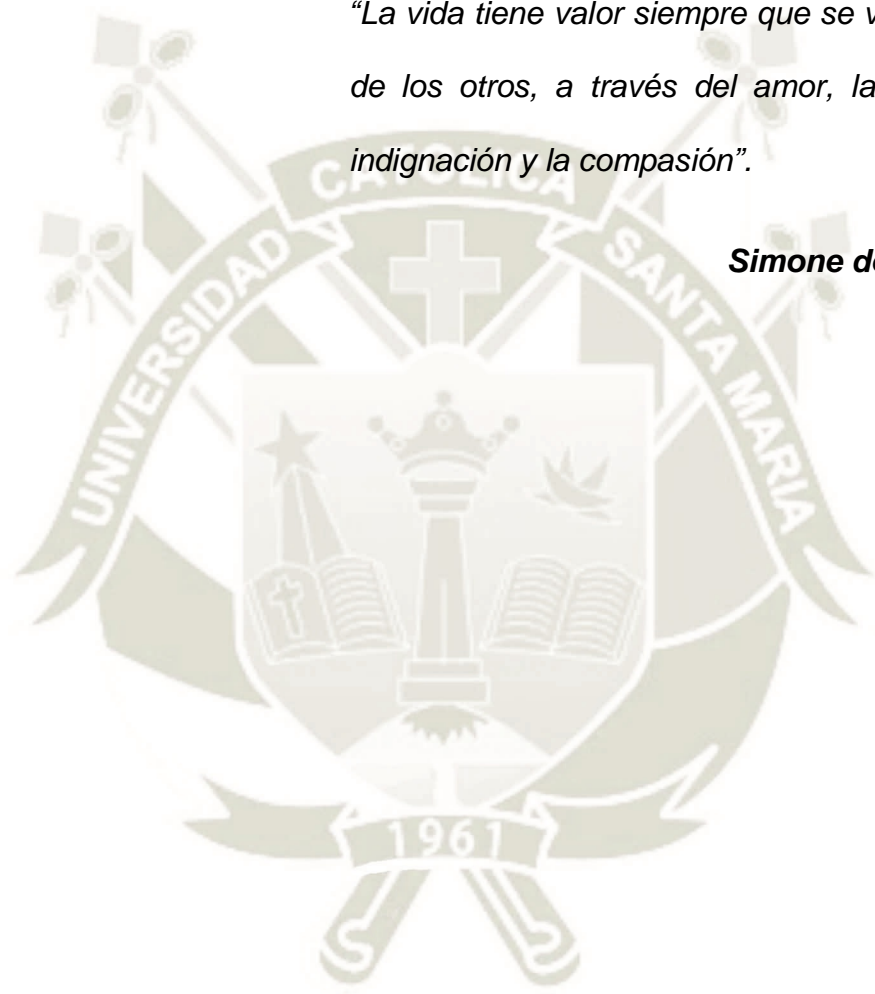 “La vida tiene valor siempre que se v
de los otros, a través del amor, la
indignación y la compasión”.
Simone d
UNIVERSIDAD CATOLICA SANTA MARIA
1961